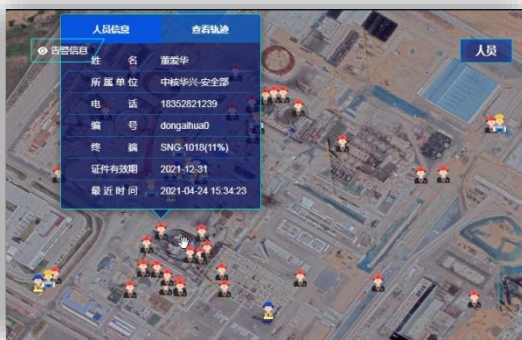 人员信息 查看轨迹
告警信息
人员
姓 名 董爱华
所属单位 中核华兴-安全部
电 话 18352821239
编 号 dongaihua0
终 端 SNG-1018(11%)
证件有效期 2021-12-31
最近时间 2021-04-24 15:34:23